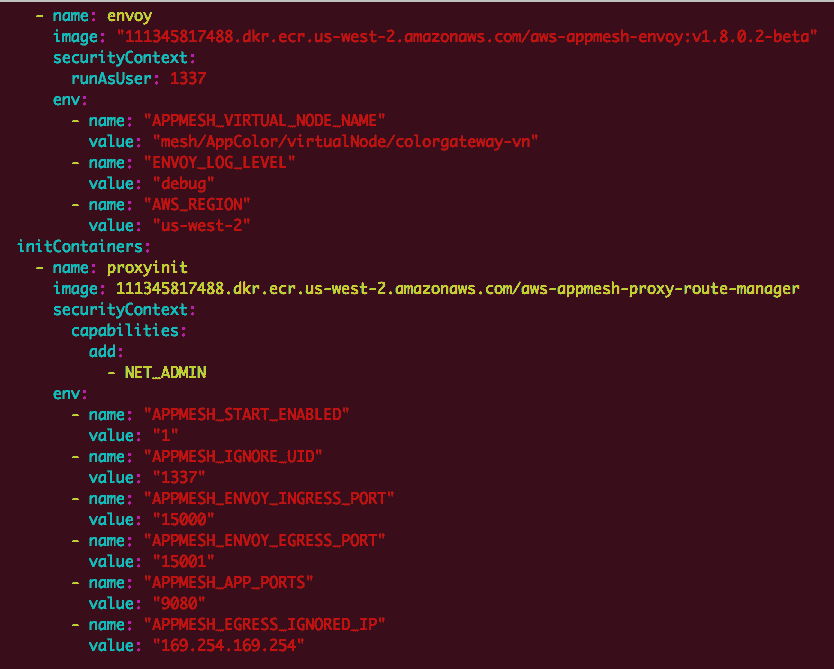 - name: envoy
image: "111345817488.dkr.ecr.us-west-2.amazonaws.com/aws-appmesh-envoy:v1.8.0.2-beta"
securityContext:
runAsUser: 1337
env:
- name: "APPMESH_VIRTUAL_NODE_NAME"
value: "mesh/AppColor/virtualNode/colorgateway-vn"
- name: "ENVOY_LOG_LEVEL"
value: "debug"
- name: "AWS_REGION"
value: "us-west-2"
initContainers:
- name: proxyinit
image: 111345817488.dkr.ecr.us-west-2.amazonaws.com/aws-appmesh-proxy-route-manager
securityContext:
capabilities:
add:
- NET_ADMIN
env:
- name: "APPMESH_START_ENABLED"
value: "1"
- name: "APPMESH_IGNORE_UID"
value: "1337"
- name: "APPMESH_ENVOY_INGRESS_PORT"
value: "15000"
- name: "APPMESH_ENVOY_EGRESS_PORT"
value: "15001"
- name: "APPMESH_APP_PORTS"
value: "9080"
- name: "APPMESH_EGRESS_IGNORED_IP"
value: "169.254.169.254"